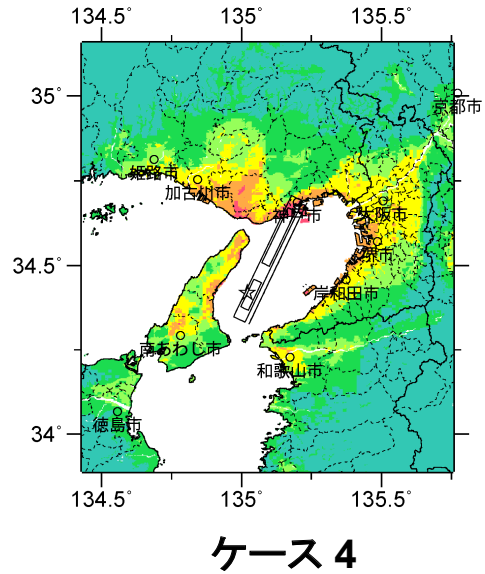 134.5° 135° 135.5°
35°
京都市
姫路市
加古川市
神戸市
大阪市
堺市
34.5°
岸和田市
南あわじ市
和歌山市
徳島市
34°
134.5° 135° 135.5°
ケース 4